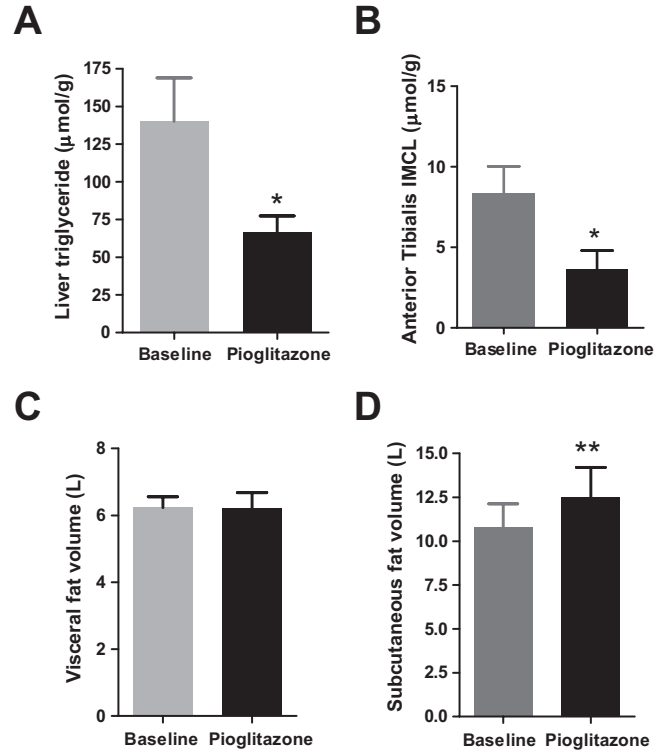 A
Liver triglyceride (μmol/g)
175
150
125
100
75
50
25
0
*
Baseline Pioglitazone
B
Anterior Tibialis IMCL (μmol/g)
15
10
5
0
*
Baseline Pioglitazone
C
Visceral fat volume (L)
8
6
4
2
0
Baseline Pioglitazone
D
Subcutaneous fat volume (L)
15.0
12.5
10.0
7.5
5.0
2.5
0.0
**
Baseline Pioglitazone